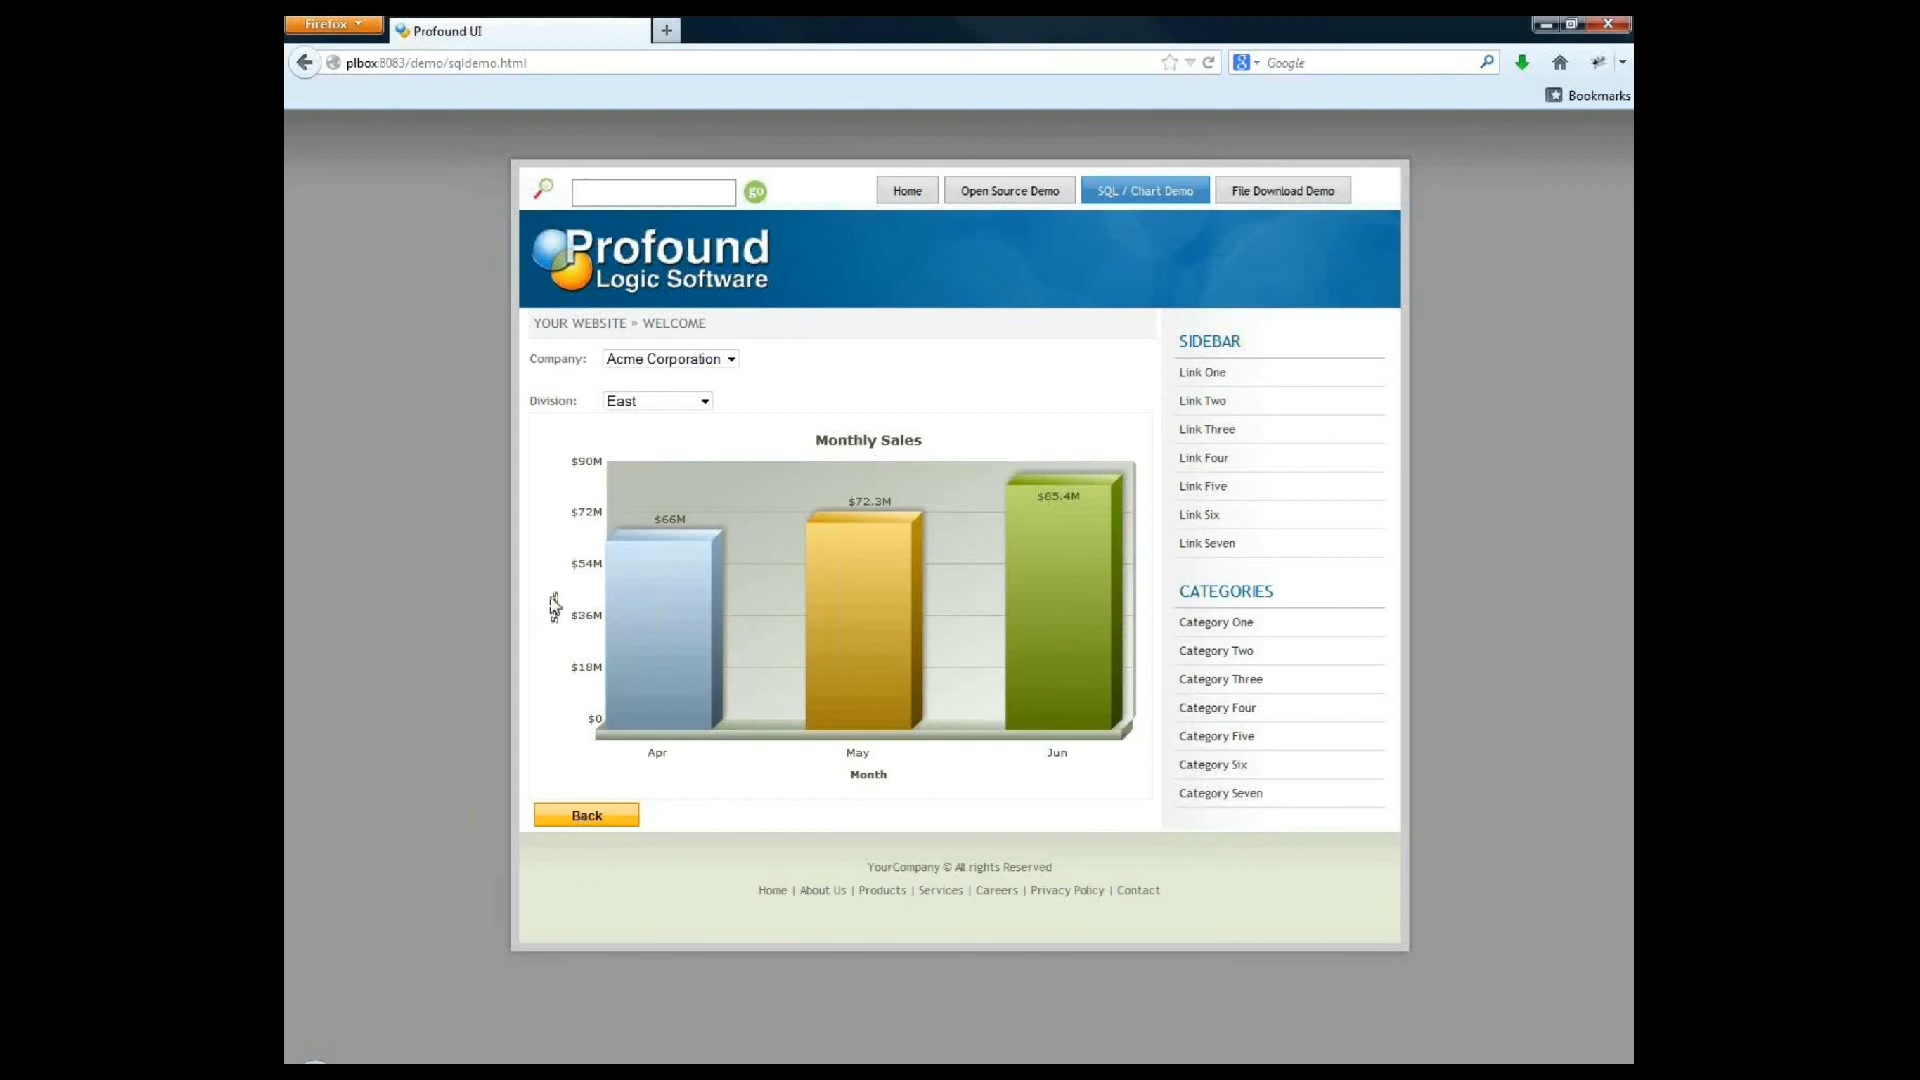 Firefox
Profound UI
plbox:8083/demo/sqldemo.html
Google
Bookmarks
go
Home
Open Source Demo
SQL / Chart Demo
File Download Demo
Profound
Logic Software
YOUR WEBSITE » WELCOME
Company: Acme Corporation
Division: East
Monthly Sales
$90M
$72M
$54M
$36M
$18M
$0
$66M
$72.3M
$85.4M
Apr
May
Jun
Month
Back
SIDEBAR
Link One
Link Two
Link Three
Link Four
Link Five
Link Six
Link Seven
CATEGORIES
Category One
Category Two
Category Three
Category Four
Category Five
Category Six
Category Seven
YourCompany © All rights Reserved
Home | About Us | Products | Services | Careers | Privacy Policy | Contact